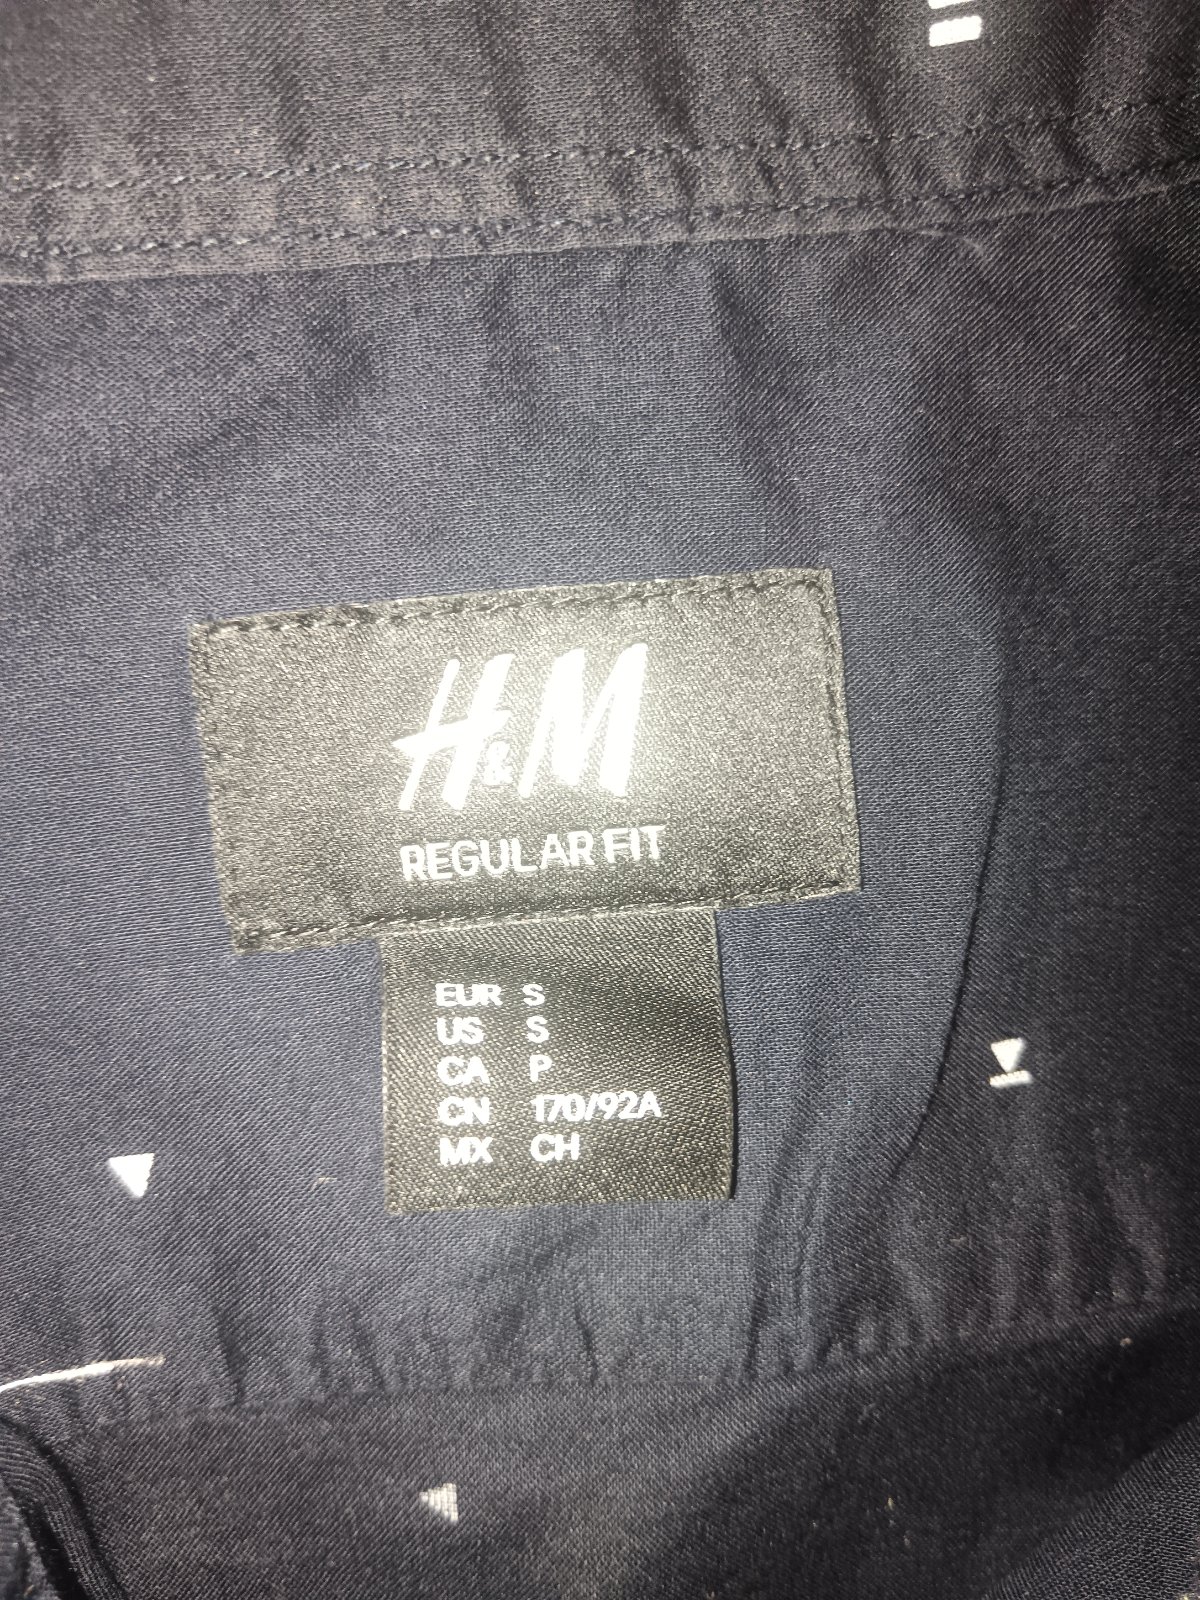 H&M
REGULAR FIT
EUR S
US S
CA P
CN 170/92A
MX CH